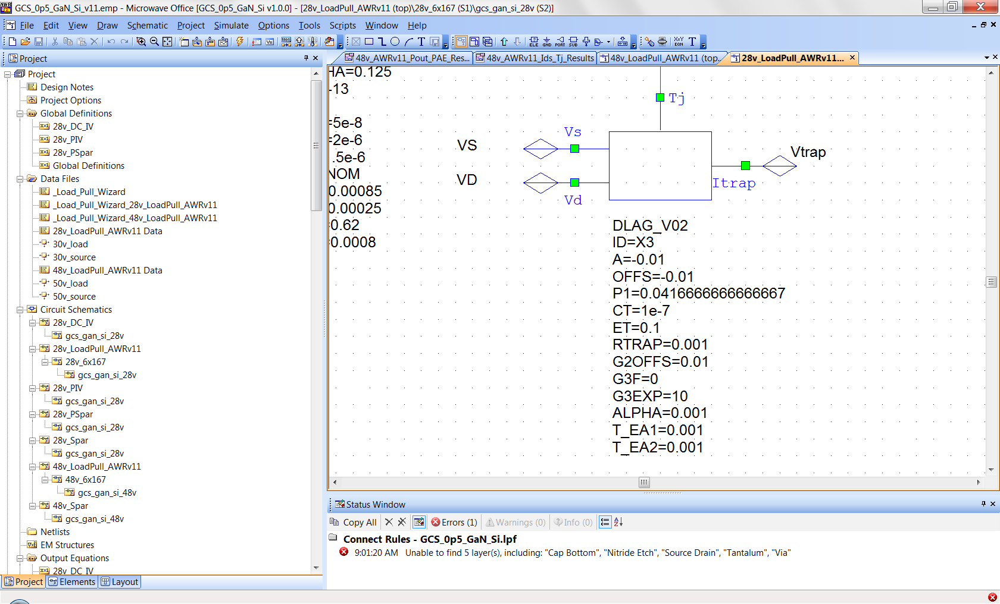 GCS_0p5_GaN_Si_v11.emp - Microwave Office [GCS_0p5_GaN_Si v1.0.0] - [28v_LoadPull_AWRv11 (top)\28v_6x167 (S1)\gcs_gan_si_28v (S2)]
File Edit View Draw Schematic Project Simulate Options Tools Scripts Window Help
Project
48v_AWRv11_Pout_PAE_Res... 48v_AWRv11_Ids_Tj_Results 48v_LoadPull_AWRv11 (top... 28v_LoadPull_AWRv11...
Project
Design Notes
Project Options
Global Definitions
28v_DC_IV
28v_PIV
28v_PSpar
Global Definitions
Data Files
_Load_Pull_Wizard
_Load_Pull_Wizard_28v_LoadPull_AWRv11
_Load_Pull_Wizard_48v_LoadPull_AWRv11
28v_LoadPull_AWRv11 Data
30v_load
30v_source
48v_LoadPull_AWRv11 Data
50v_load
50v_source
Circuit Schematics
28v_DC_IV
gcs_gan_si_28v
28v_LoadPull_AWRv11
28v_6x167
gcs_gan_si_28v
28v_PIV
gcs_gan_si_28v
28v_PSpar
gcs_gan_si_28v
28v_Spar
gcs_gan_si_28v
48v_LoadPull_AWRv11
48v_6x167
gcs_gan_si_48v
48v_Spar
gcs_gan_si_48v
Netlists
EM Structures
Output Equations
28v_DC_IV
Project Elements Layout
HA=0.125
-13
=5e-8
=2e-6
.5e-6
NOM
0.00085
0.00025
=0.62
=0.0008
Tj
Vs
VS
VD
Vd
Vtrap
Itrap
DLAG_V02
ID=X3
A=-0.01
OFFS=-0.01
P1=0.0416666666666667
CT=1e-7
ET=0.1
RTRAP=0.001
G2OFFS=0.01
G3F=0
G3EXP=10
ALPHA=0.001
T_EA1=0.001
T_EA2=0.001
Status Window
Copy All Errors (1) Warnings (0) Info (0)
Connect Rules - GCS_0p5_GaN_Si.lpf
9:01:20 AM Unable to find 5 layer(s), including: "Cap Bottom", "Nitride Etch", "Source Drain", "Tantalum", "Via"